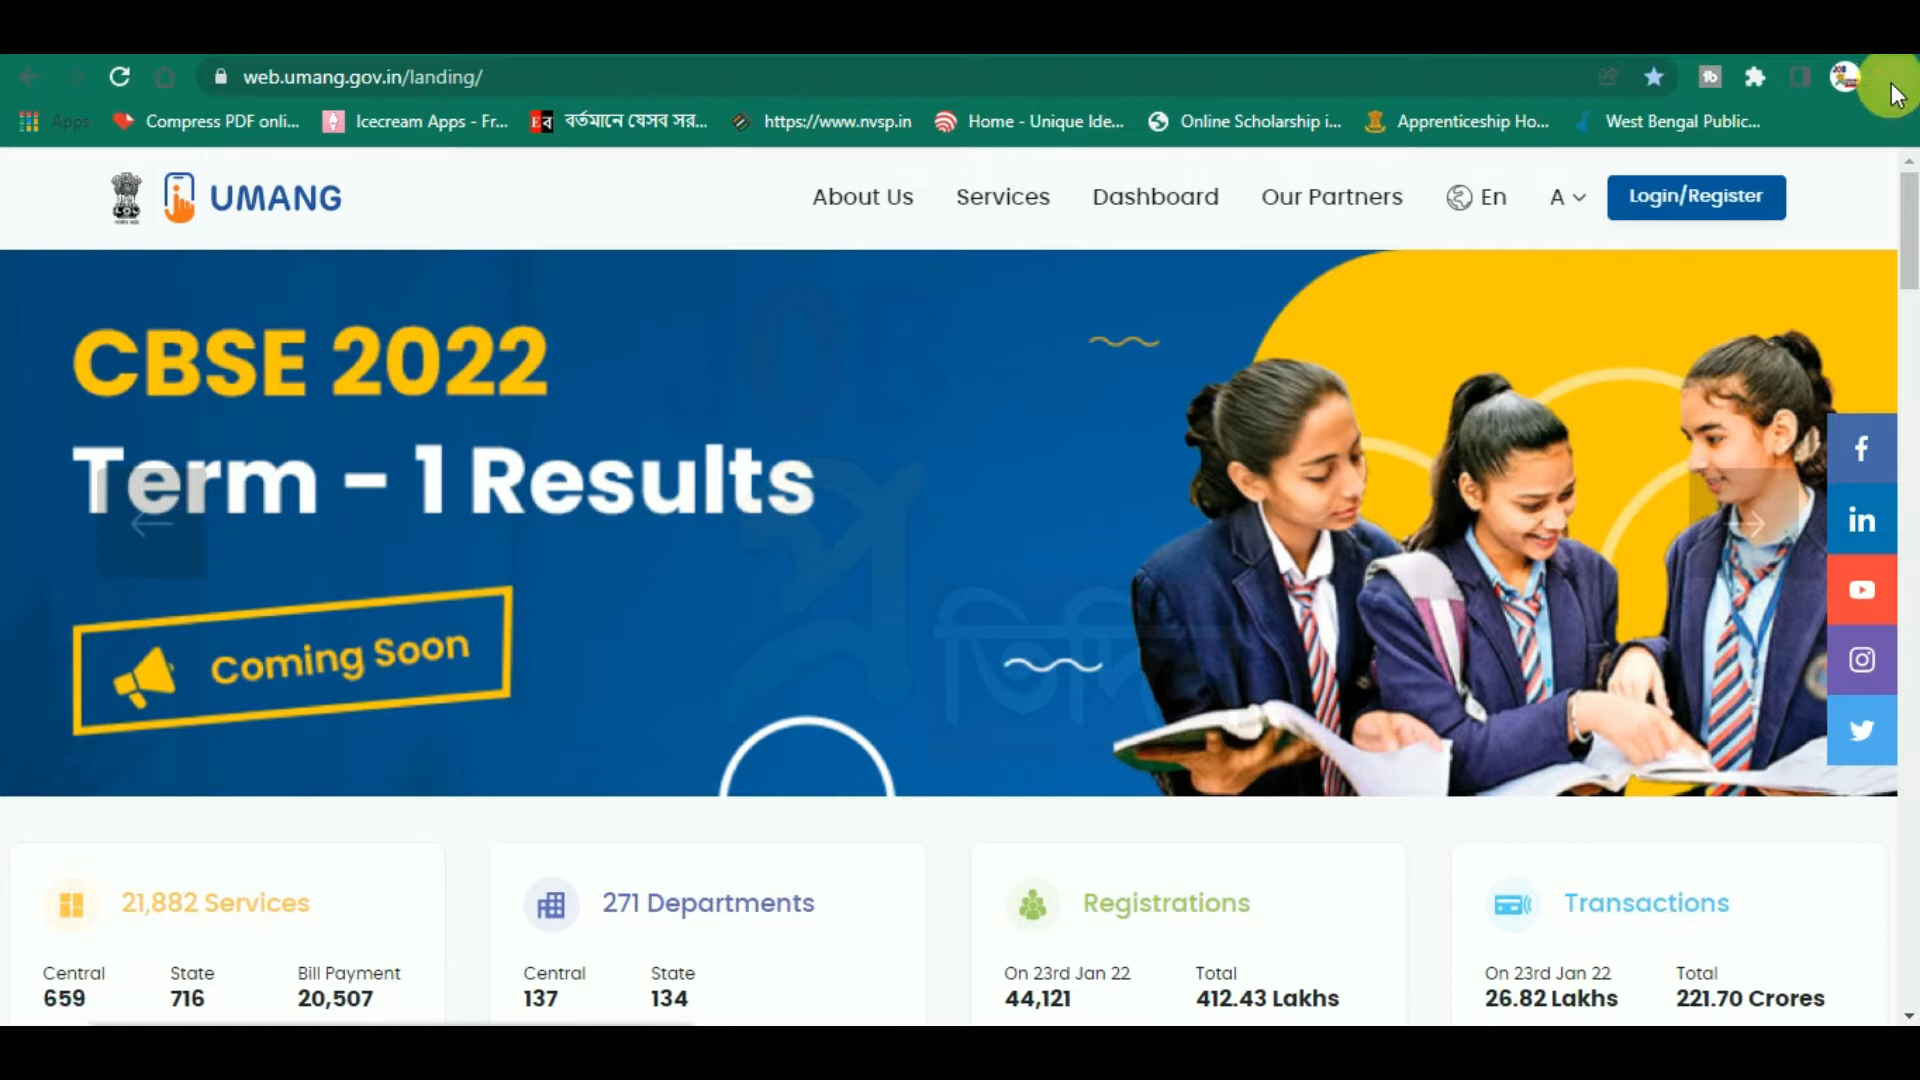 web.umang.gov.in/landing/
Apps Compress PDF onli... Icecream Apps - Fr... বর্তমানে যেসব সর... https://www.nvsp.in Home - Unique Ide... Online Scholarship i... Apprenticeship Ho... West Bengal Public...
UMANG About Us Services Dashboard Our Partners En A Login/Register
CBSE 2022
Term - 1 Results
Coming Soon
21,882 Services
Central State Bill Payment
659 716 20,507
271 Departments
Central State
137 134
Registrations
On 23rd Jan 22 Total
44,121 412.43 Lakhs
Transactions
On 23rd Jan 22 Total
26.82 Lakhs 221.70 Crores